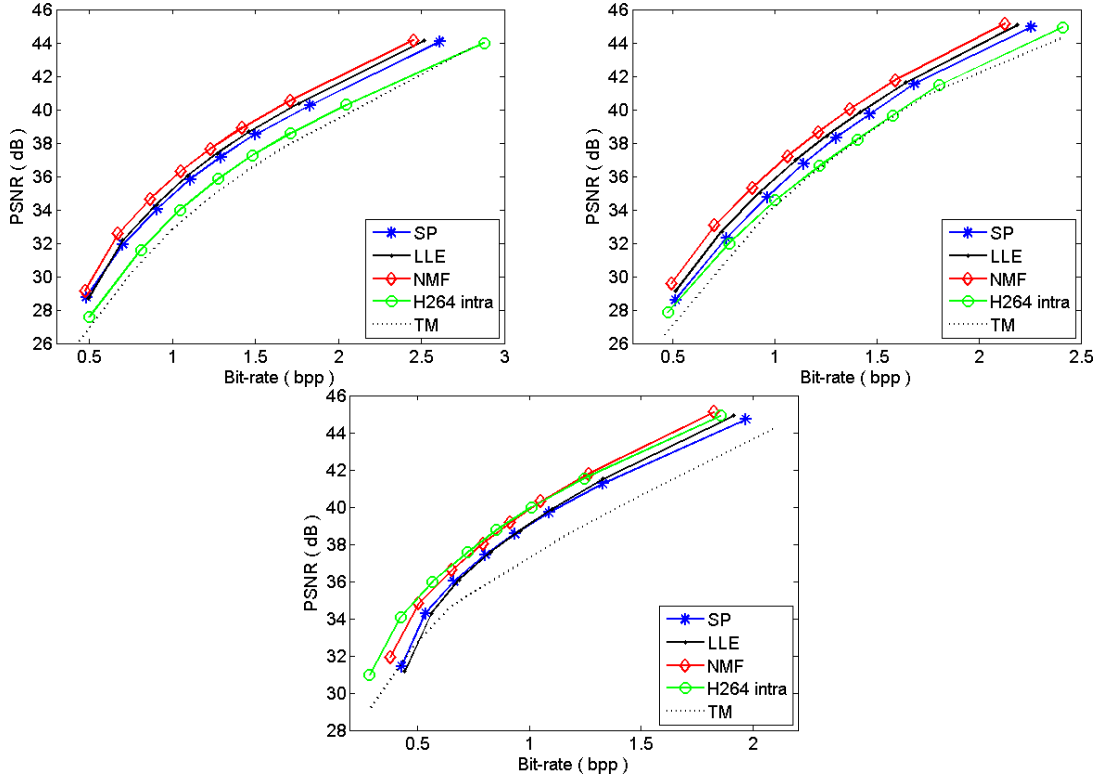 46
44
42
40
38
36
34
32
30
28
26
PSNR ( dB )
0.5 1 1.5 2 2.5 3
Bit-rate ( bpp )
SP
LLE
NMF
H264 intra
TM
46
44
42
40
38
36
34
32
30
28
26
PSNR ( dB )
0.5 1 1.5 2 2.5
Bit-rate ( bpp )
SP
LLE
NMF
H264 intra
TM
46
44
42
40
38
36
34
32
30
28
PSNR ( dB )
0.5 1 1.5 2
Bit-rate ( bpp )
SP
LLE
NMF
H264 intra
TM